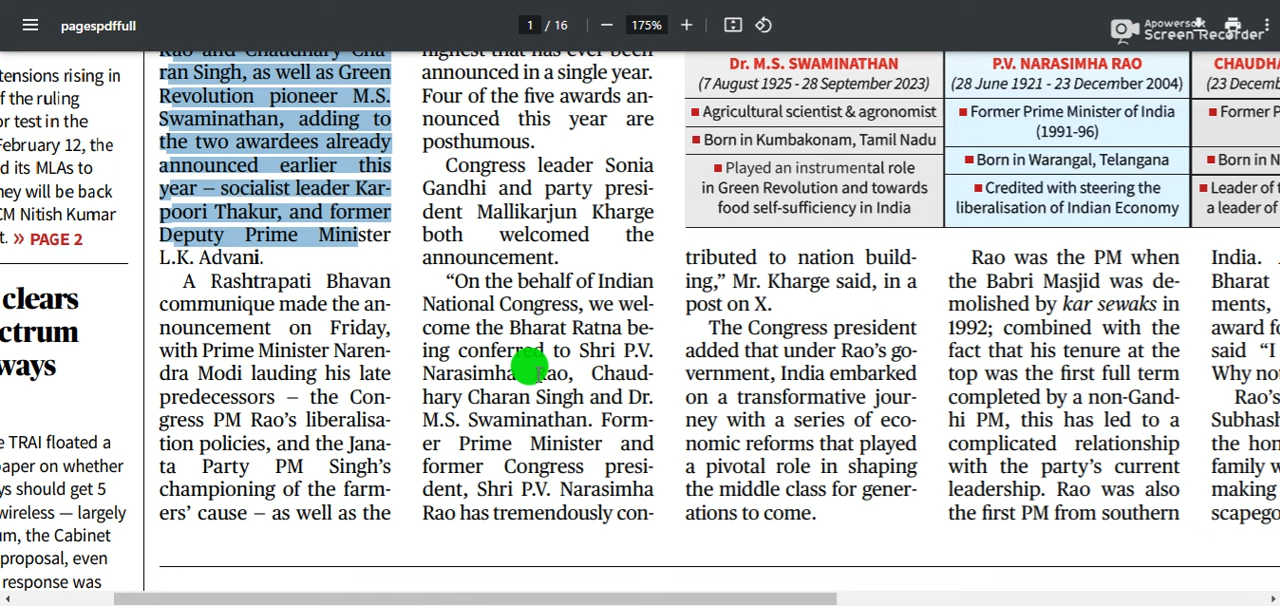 pagespdffull
1 / 16
175%
Apowersoft
Screen Recorder
tensions rising in
f the ruling
or test in the
February 12, the
d its MLAs to
hey will be back
CM Nitish Kumar
t. » PAGE 2
clears
ctrum
ways
e TRAI floated a
paper on whether
ys should get 5
wireless — largely
um, the Cabinet
proposal, even
response was
Rao and Chaudhary Cha-
ran Singh, as well as Green
Revolution pioneer M.S.
Swaminathan, adding to
the two awardees already
announced earlier this
year – socialist leader Kar-
poori Thakur, and former
Deputy Prime Minister
L.K. Advani.
A Rashtrapati Bhavan
communique made the an-
nouncement on Friday,
with Prime Minister Naren-
dra Modi lauding his late
predecessors – the Con-
gress PM Rao’s liberalisa-
tion policies, and the Jana-
ta Party PM Singh’s
championing of the farm-
ers’ cause – as well as the
highest that has ever been
announced in a single year.
Four of the five awards an-
nounced this year are
posthumous.
Congress leader Sonia
Gandhi and party presi-
dent Mallikarjun Kharge
both welcomed the
announcement.
“On the behalf of Indian
National Congress, we wel-
come the Bharat Ratna be-
ing conferred to Shri P.V.
Narasimha Rao, Chaud-
hary Charan Singh and Dr.
M.S. Swaminathan. Form-
er Prime Minister and
former Congress presi-
dent, Shri P.V. Narasimha
Rao has tremendously con-
Dr. M.S. SWAMINATHAN
(7 August 1925 - 28 September 2023)
Agricultural scientist & agronomist
Born in Kumbakonam, Tamil Nadu
Played an instrumental role
in Green Revolution and towards
food self-sufficiency in India
P.V. NARASIMHA RAO
(28 June 1921 - 23 December 2004)
Former Prime Minister of India
(1991-96)
Born in Warangal, Telangana
Credited with steering the
liberalisation of Indian Economy
CHAUDHA
(23 Decemb
Former P
Born in N
Leader of f
a leader of
tributed to nation build-
ing,” Mr. Kharge said, in a
post on X.
The Congress president
added that under Rao’s go-
vernment, India embarked
on a transformative jour-
ney with a series of eco-
nomic reforms that played
a pivotal role in shaping
the middle class for gener-
ations to come.
Rao was the PM when
the Babri Masjid was de-
molished by kar sewaks in
1992; combined with the
fact that his tenure at the
top was the first full term
completed by a non-Gand-
hi PM, this has led to a
complicated relationship
with the party’s current
leadership. Rao was also
the first PM from southern
India. A
Bharat
ments,
award fo
said “I
Why no
Rao’s
Subhash
the hon
family w
making
scapego